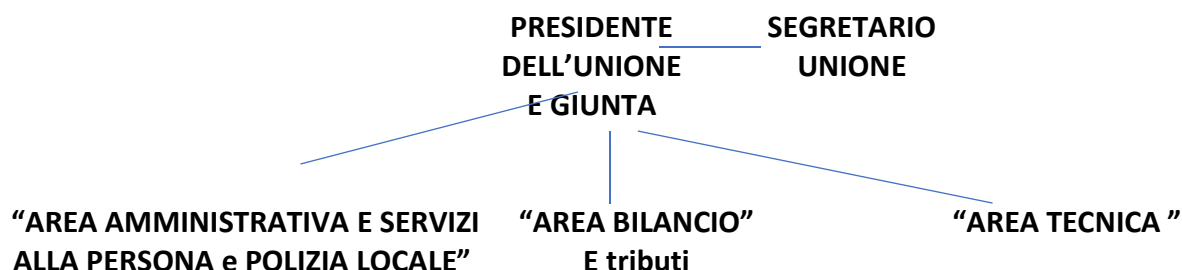 PRESIDENTE
DELL’UNIONE
E GIUNTA
SEGRETARIO
UNIONE
“AREA AMMINISTRATIVA E SERVIZI
ALLA PERSONA e POLIZIA LOCALE”
“AREA BILANCIO”
E tributi
“AREA TECNICA ”